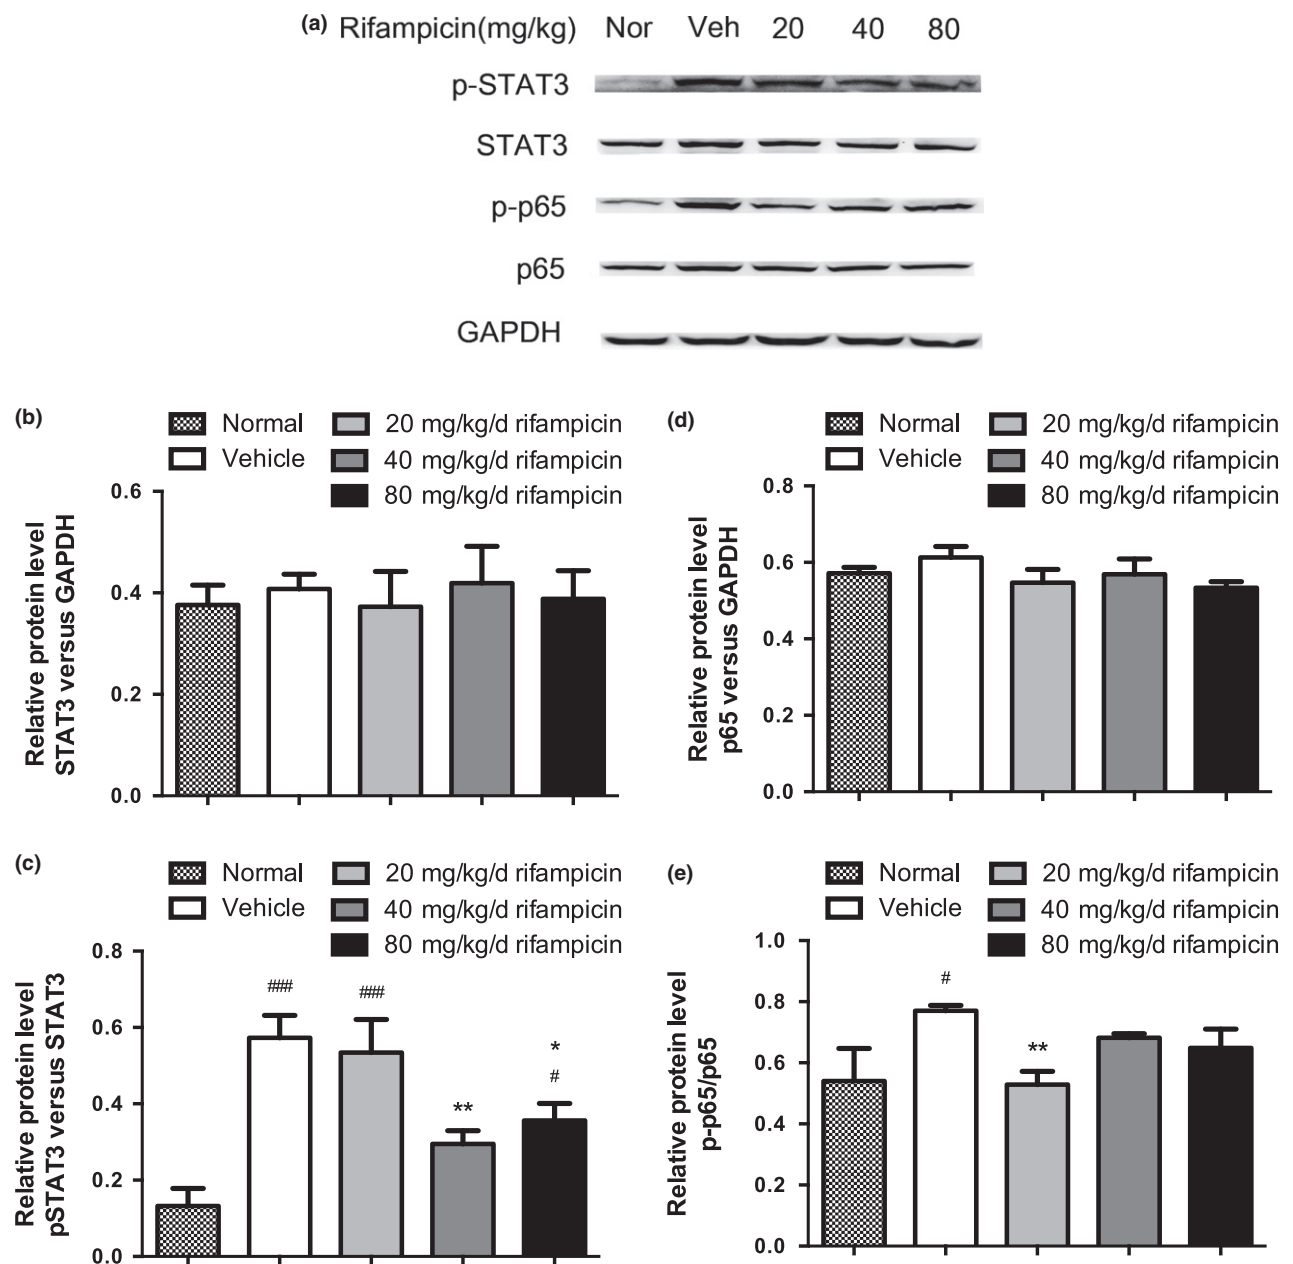 (a) Rifampicin(mg/kg) Nor Veh 20 40 80
p-STAT3
STAT3
p-p65
p65
GAPDH
(b)
Normal
Vehicle
20 mg/kg/d rifampicin
40 mg/kg/d rifampicin
80 mg/kg/d rifampicin
Relative protein level
STAT3 versus GAPDH
0.6
0.4
0.2
0.0
(d)
Normal
Vehicle
20 mg/kg/d rifampicin
40 mg/kg/d rifampicin
80 mg/kg/d rifampicin
Relative protein level
p65 versus GAPDH
0.8
0.6
0.4
0.2
0.0
(c)
Normal
Vehicle
20 mg/kg/d rifampicin
40 mg/kg/d rifampicin
80 mg/kg/d rifampicin
Relative protein level
pSTAT3 versus STAT3
0.8
0.6
0.4
0.2
0.0
###
###
**
*
#
(e)
Normal
Vehicle
20 mg/kg/d rifampicin
40 mg/kg/d rifampicin
80 mg/kg/d rifampicin
Relative protein level
p-p65/p65
1.0
0.8
0.6
0.4
0.2
0.0
#
**